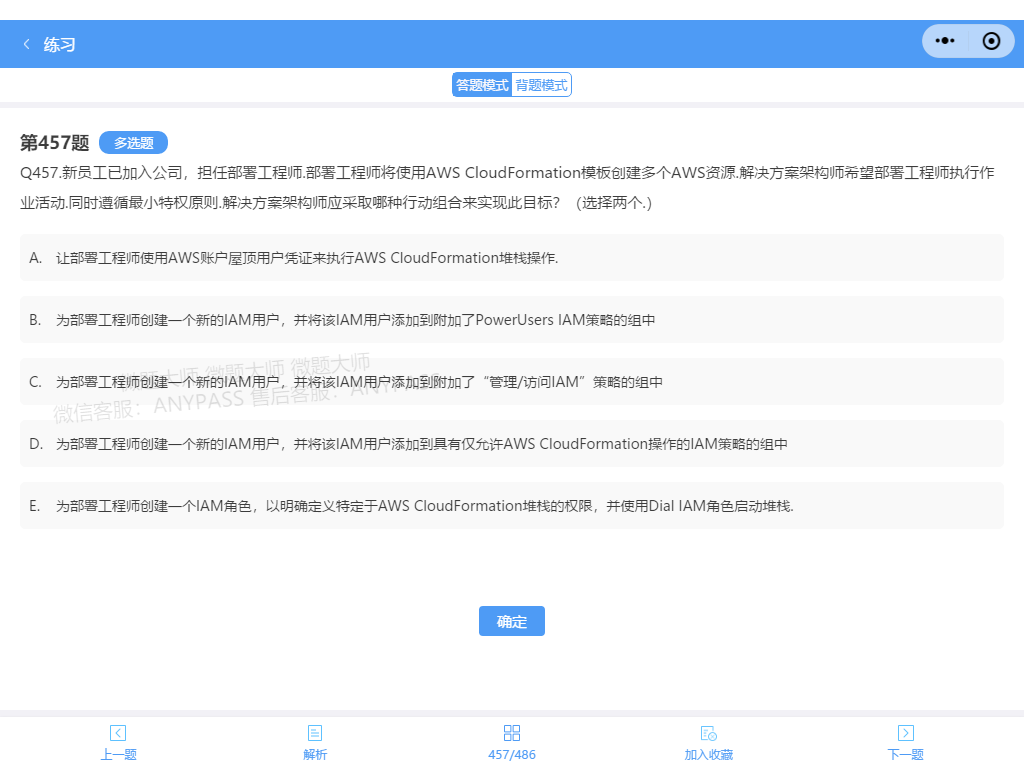 练习
答题模式 背题模式
第457题 多选题
Q457.新员工已加入公司，担任部署工程师.部署工程师将使用AWS CloudFormation模板创建多个AWS资源.解决方案架构师希望部署工程师执行作
业活动.同时遵循最小特权原则.解决方案架构师应采取哪种行动组合来实现此目标？（选择两个.）
A. 让部署工程师使用AWS账户屋顶用户凭证来执行AWS CloudFormation堆栈操作.
B. 为部署工程师创建一个新的IAM用户，并将该IAM用户添加到附加了PowerUsers IAM策略的组中
微题大师 微题大师 微题大师
C. 为部署工程师创建一个新的IAM用户，并将该IAM用户添加到附加了“管理/访问IAM”策略的组中
微信客服：ANYPASS 售后客服：ANYPASS
D. 为部署工程师创建一个新的IAM用户，并将该IAM用户添加到具有仅允许AWS CloudFormation操作的IAM策略的组中
E. 为部署工程师创建一个IAM角色，以明确定义特定于AWS CloudFormation堆栈的权限，并使用Dial IAM角色启动堆栈.
确定
上一题 解析 457/486 加入收藏 下一题